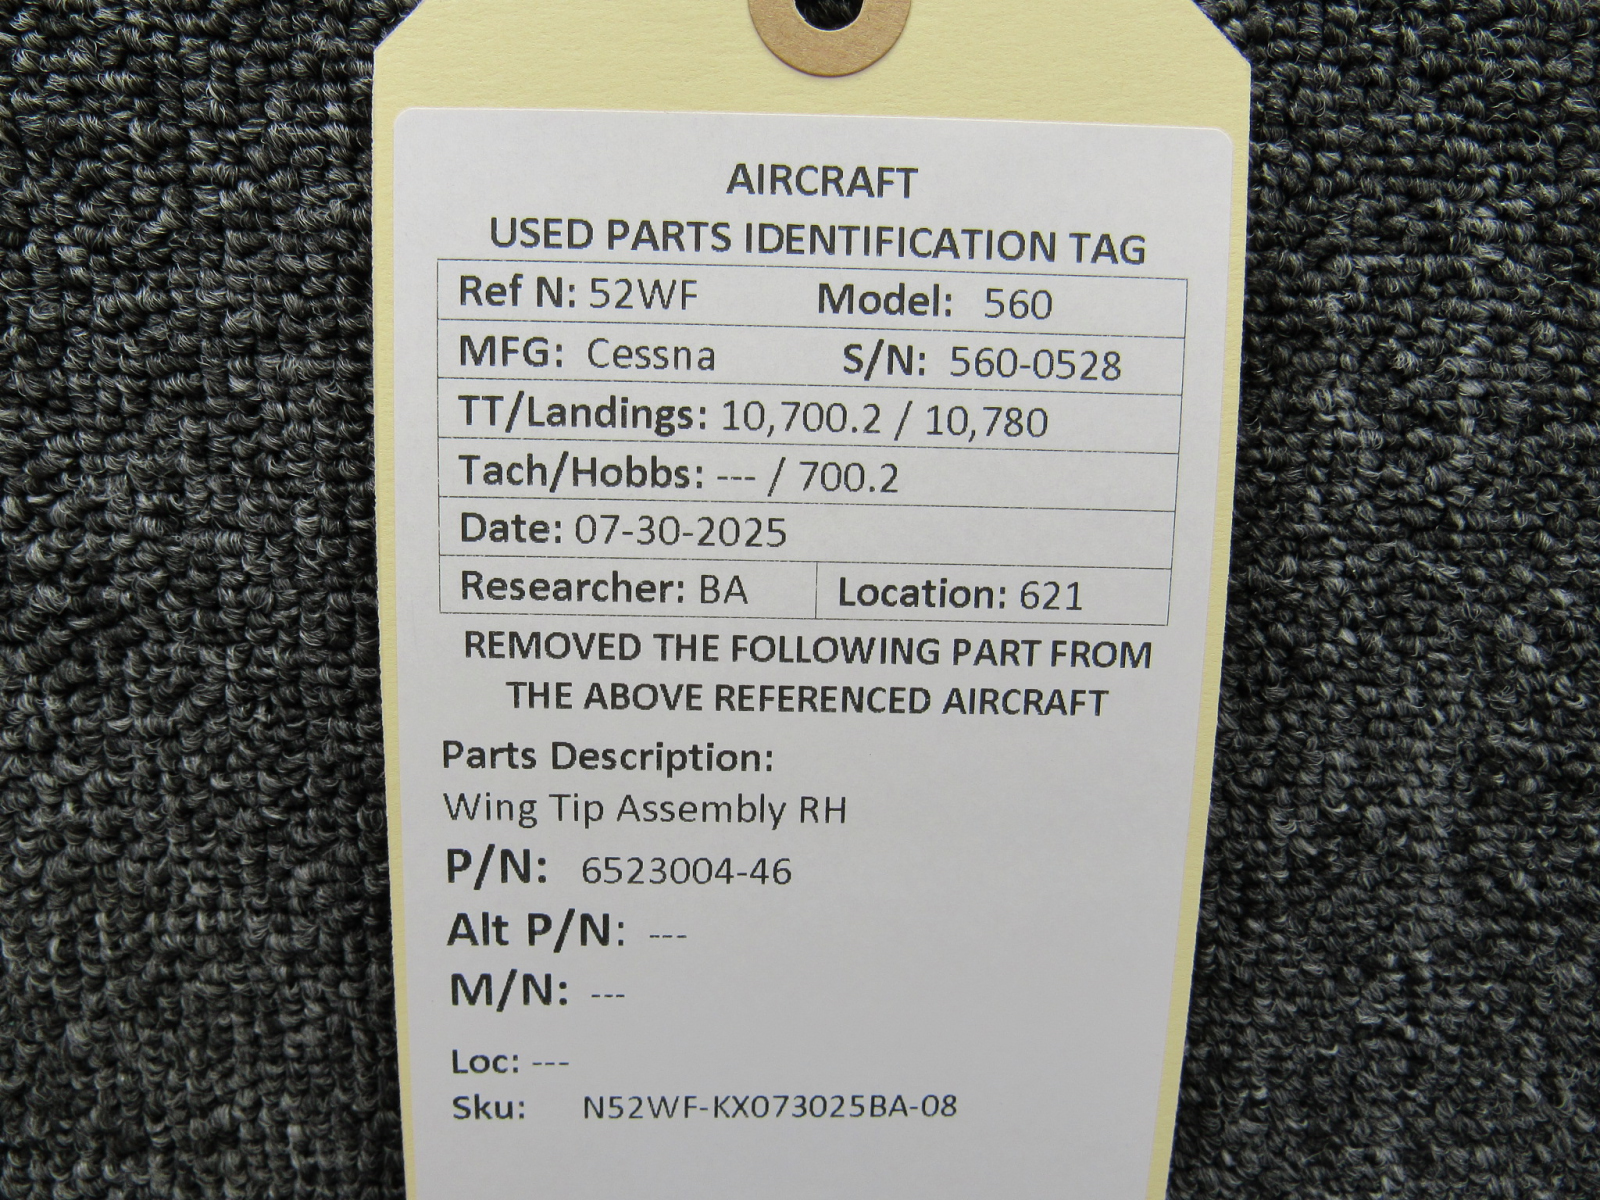 AIRCRAFT
USED PARTS IDENTIFICATION TAG
Ref N: 52WF Model: 560
MFG: Cessna S/N: 560-0528
TT/Landings: 10,700.2 / 10,780
Tach/Hobbs: --- / 700.2
Date: 07-30-2025
Researcher: BA Location: 621
REMOVED THE FOLLOWING PART FROM
THE ABOVE REFERENCED AIRCRAFT
Parts Description:
Wing Tip Assembly RH
P/N: 6523004-46
Alt P/N: ---
M/N: ---
Loc: ---
Sku: N52WF-KX073025BA-08